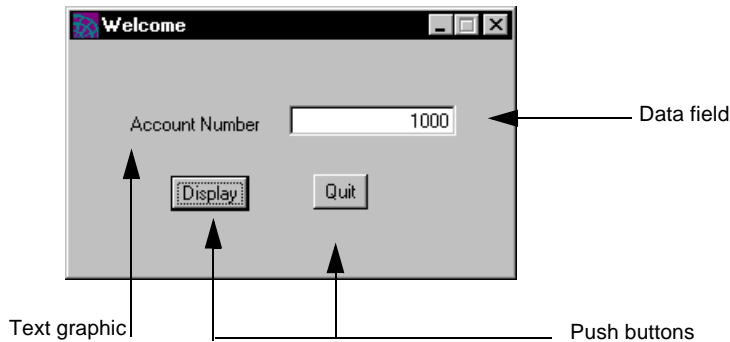 Welcome
Account Number 1000
Data field
Display Quit
Text graphic
Push buttons